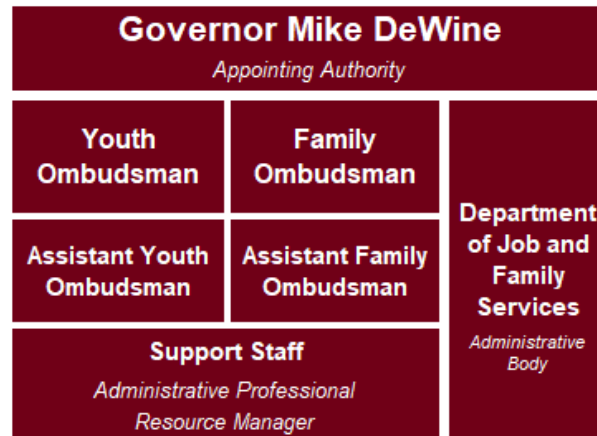 Governor Mike DeWine
Appointing Authority
Youth
Ombudsman
Family
Ombudsman
Assistant Youth
Ombudsman
Assistant Family
Ombudsman
Support Staff
Administrative Professional
Resource Manager
Department
of Job and
Family
Services
Administrative
Body